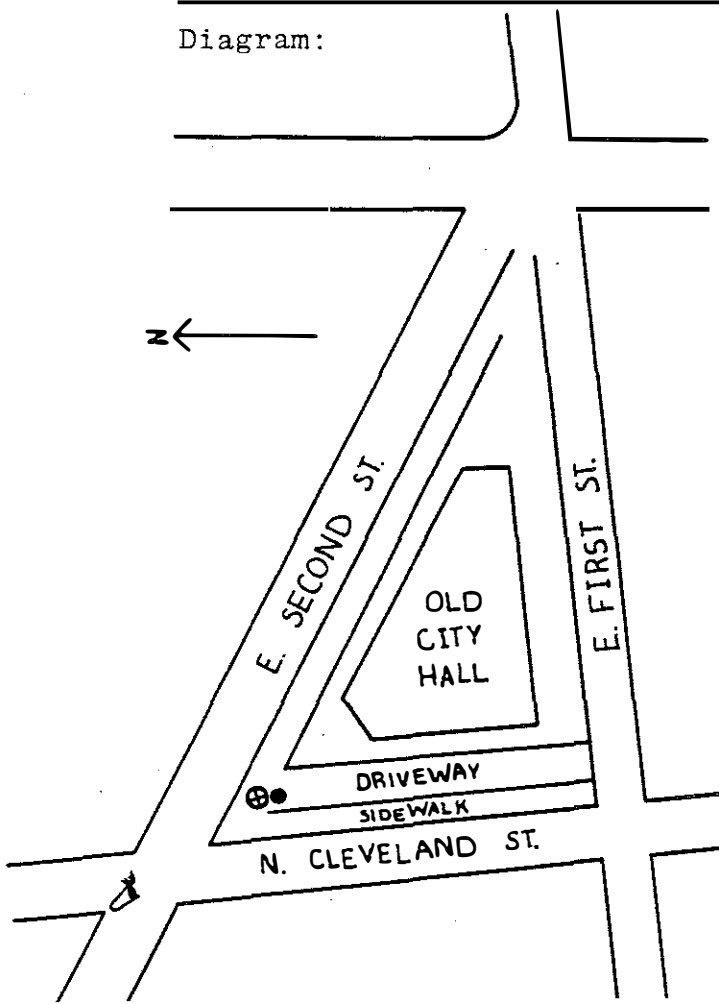 Diagram:
N
E. SECOND ST.
E. FIRST ST.
OLD
CITY
HALL
DRIVEWAY
SIDEWALK
N. CLEVELAND ST.